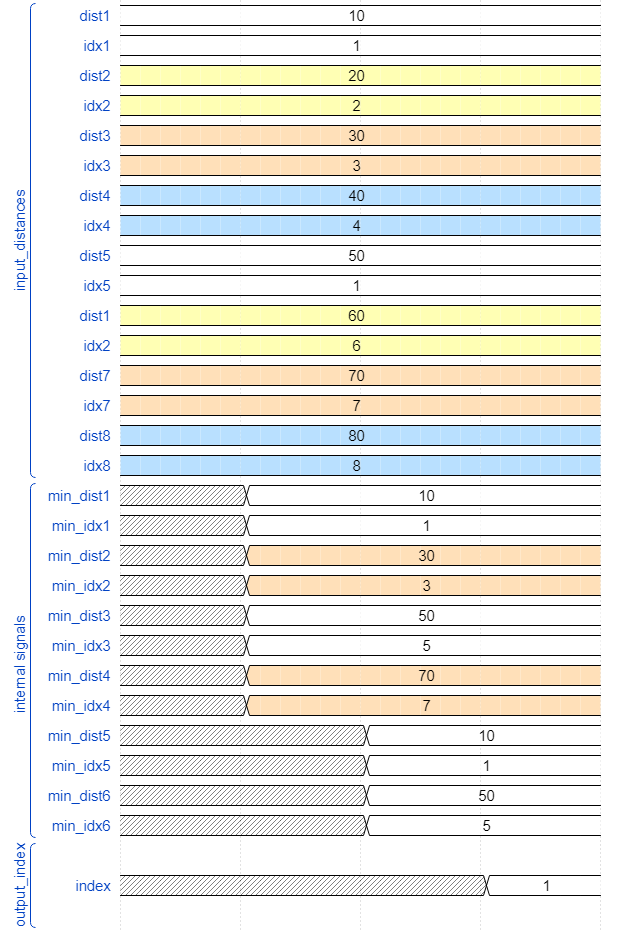 input_distances
dist1 10
idx1 1
dist2 20
idx2 2
dist3 30
idx3 3
dist4 40
idx4 4
dist5 50
idx5 1
dist1 60
idx2 6
dist7 70
idx7 7
dist8 80
idx8 8
internal signals
min_dist1 10
min_idx1 1
min_dist2 30
min_idx2 3
min_dist3 50
min_idx3 5
min_dist4 70
min_idx4 7
min_dist5 10
min_idx5 1
min_dist6 50
min_idx6 5
output_index
index 1